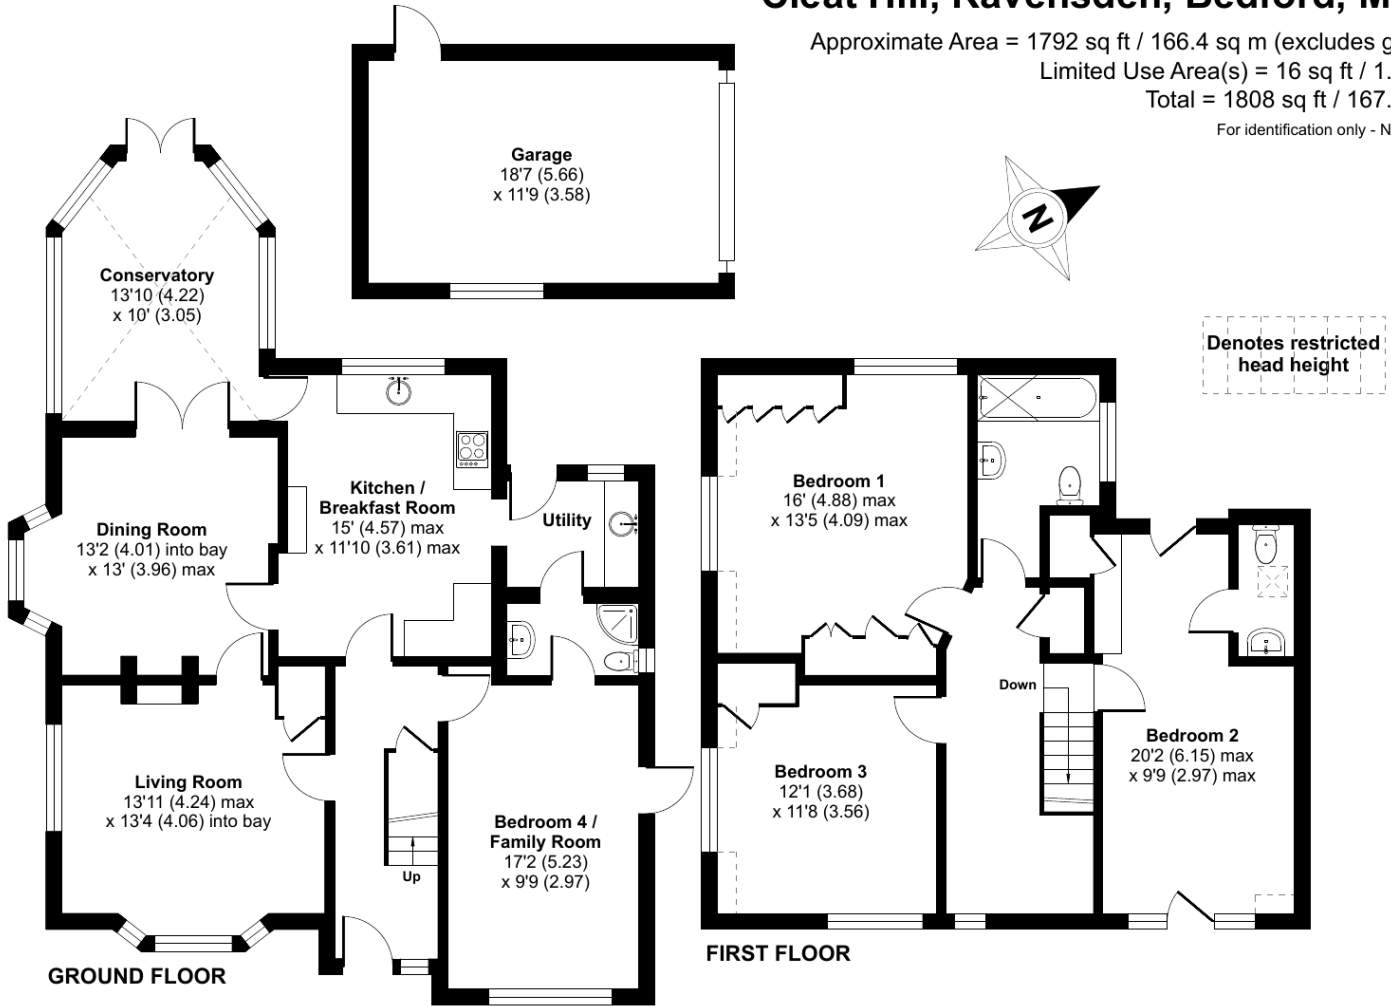 Cleat Hill, Ravensden, Bedford, M
Approximate Area = 1792 sq ft / 166.4 sq m (excludes g
Limited Use Area(s) = 16 sq ft / 1.
Total = 1808 sq ft / 167.
For identification only - N
Garage
18'7 (5.66)
x 11'9 (3.58)
N
Conservatory
13'10 (4.22)
x 10' (3.05)
Denotes restricted
head height
Kitchen /
Breakfast Room
15' (4.57) max
x 11'10 (3.61) max
Utility
Dining Room
13'2 (4.01) into bay
x 13' (3.96) max
Bedroom 1
16' (4.88) max
x 13'5 (4.09) max
Down
Bedroom 2
20'2 (6.15) max
x 9'9 (2.97) max
Living Room
13'11 (4.24) max
x 13'4 (4.06) into bay
Bedroom 3
12'1 (3.68)
x 11'8 (3.56)
Bedroom 4 /
Family Room
17'2 (5.23)
x 9'9 (2.97)
Up
FIRST FLOOR
GROUND FLOOR